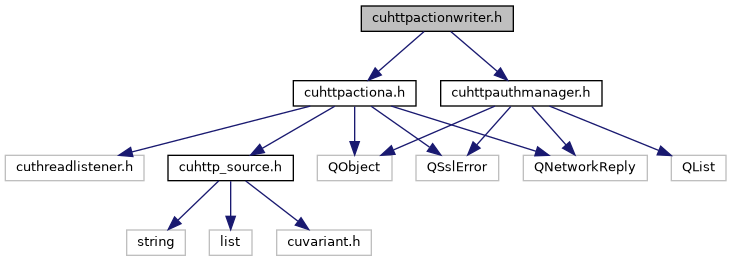 cuhttpactionwriter.h
cuhttpactiona.h
cuhttpauthmanager.h
cuthreadlistener.h
cuhttp_source.h
QObject
QSslError
QNetworkReply
QList
string
list
cuvariant.h